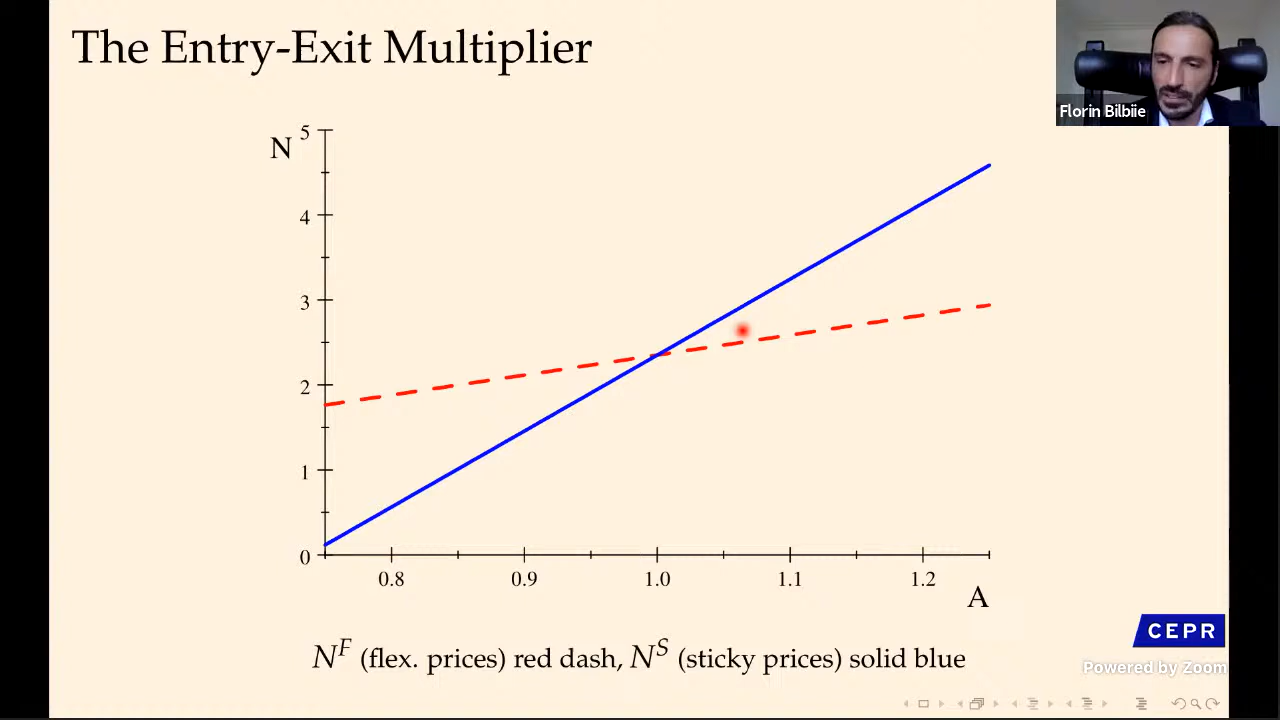 The Entry-Exit Multiplier
Florin Bilbiie
N
5
4
3
2
1
0
0.8 0.9 1.0 1.1 1.2
A
N^F (flex. prices) red dash, N^S (sticky prices) solid blue
CEPR
Powered by Zoom